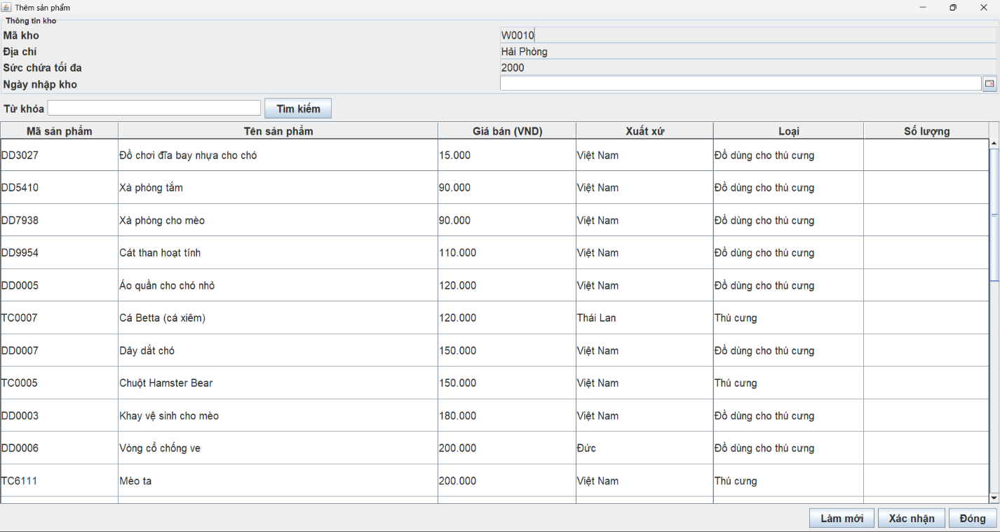 Thêm sản phẩm
Thông tin kho
Mã kho W0010
Địa chỉ Hải Phòng
Sức chứa tối đa 2000
Ngày nhập kho
Từ khóa Tìm kiếm
Mã sản phẩm Tên sản phẩm Giá bán (VND) Xuất xứ Loại Số lượng
DD3027 Đồ chơi đĩa bay nhựa cho chó 15.000 Việt Nam Đồ dùng cho thú cưng
DD5410 Xà phòng tắm 90.000 Việt Nam Đồ dùng cho thú cưng
DD7938 Xà phòng cho mèo 90.000 Việt Nam Đồ dùng cho thú cưng
DD9954 Cát than hoạt tính 110.000 Việt Nam Đồ dùng cho thú cưng
DD0005 Áo quần cho chó nhỏ 120.000 Việt Nam Đồ dùng cho thú cưng
TC0007 Cá Betta (cá xiêm) 120.000 Thái Lan Thú cưng
DD0007 Dây dắt chó 150.000 Việt Nam Đồ dùng cho thú cưng
TC0005 Chuột Hamster Bear 150.000 Việt Nam Thú cưng
DD0003 Khay vệ sinh cho mèo 180.000 Việt Nam Đồ dùng cho thú cưng
DD0006 Vòng cổ chống ve 200.000 Đức Đồ dùng cho thú cưng
TC6111 Mèo ta 200.000 Việt Nam Thú cưng
Làm mới Xác nhận Đóng